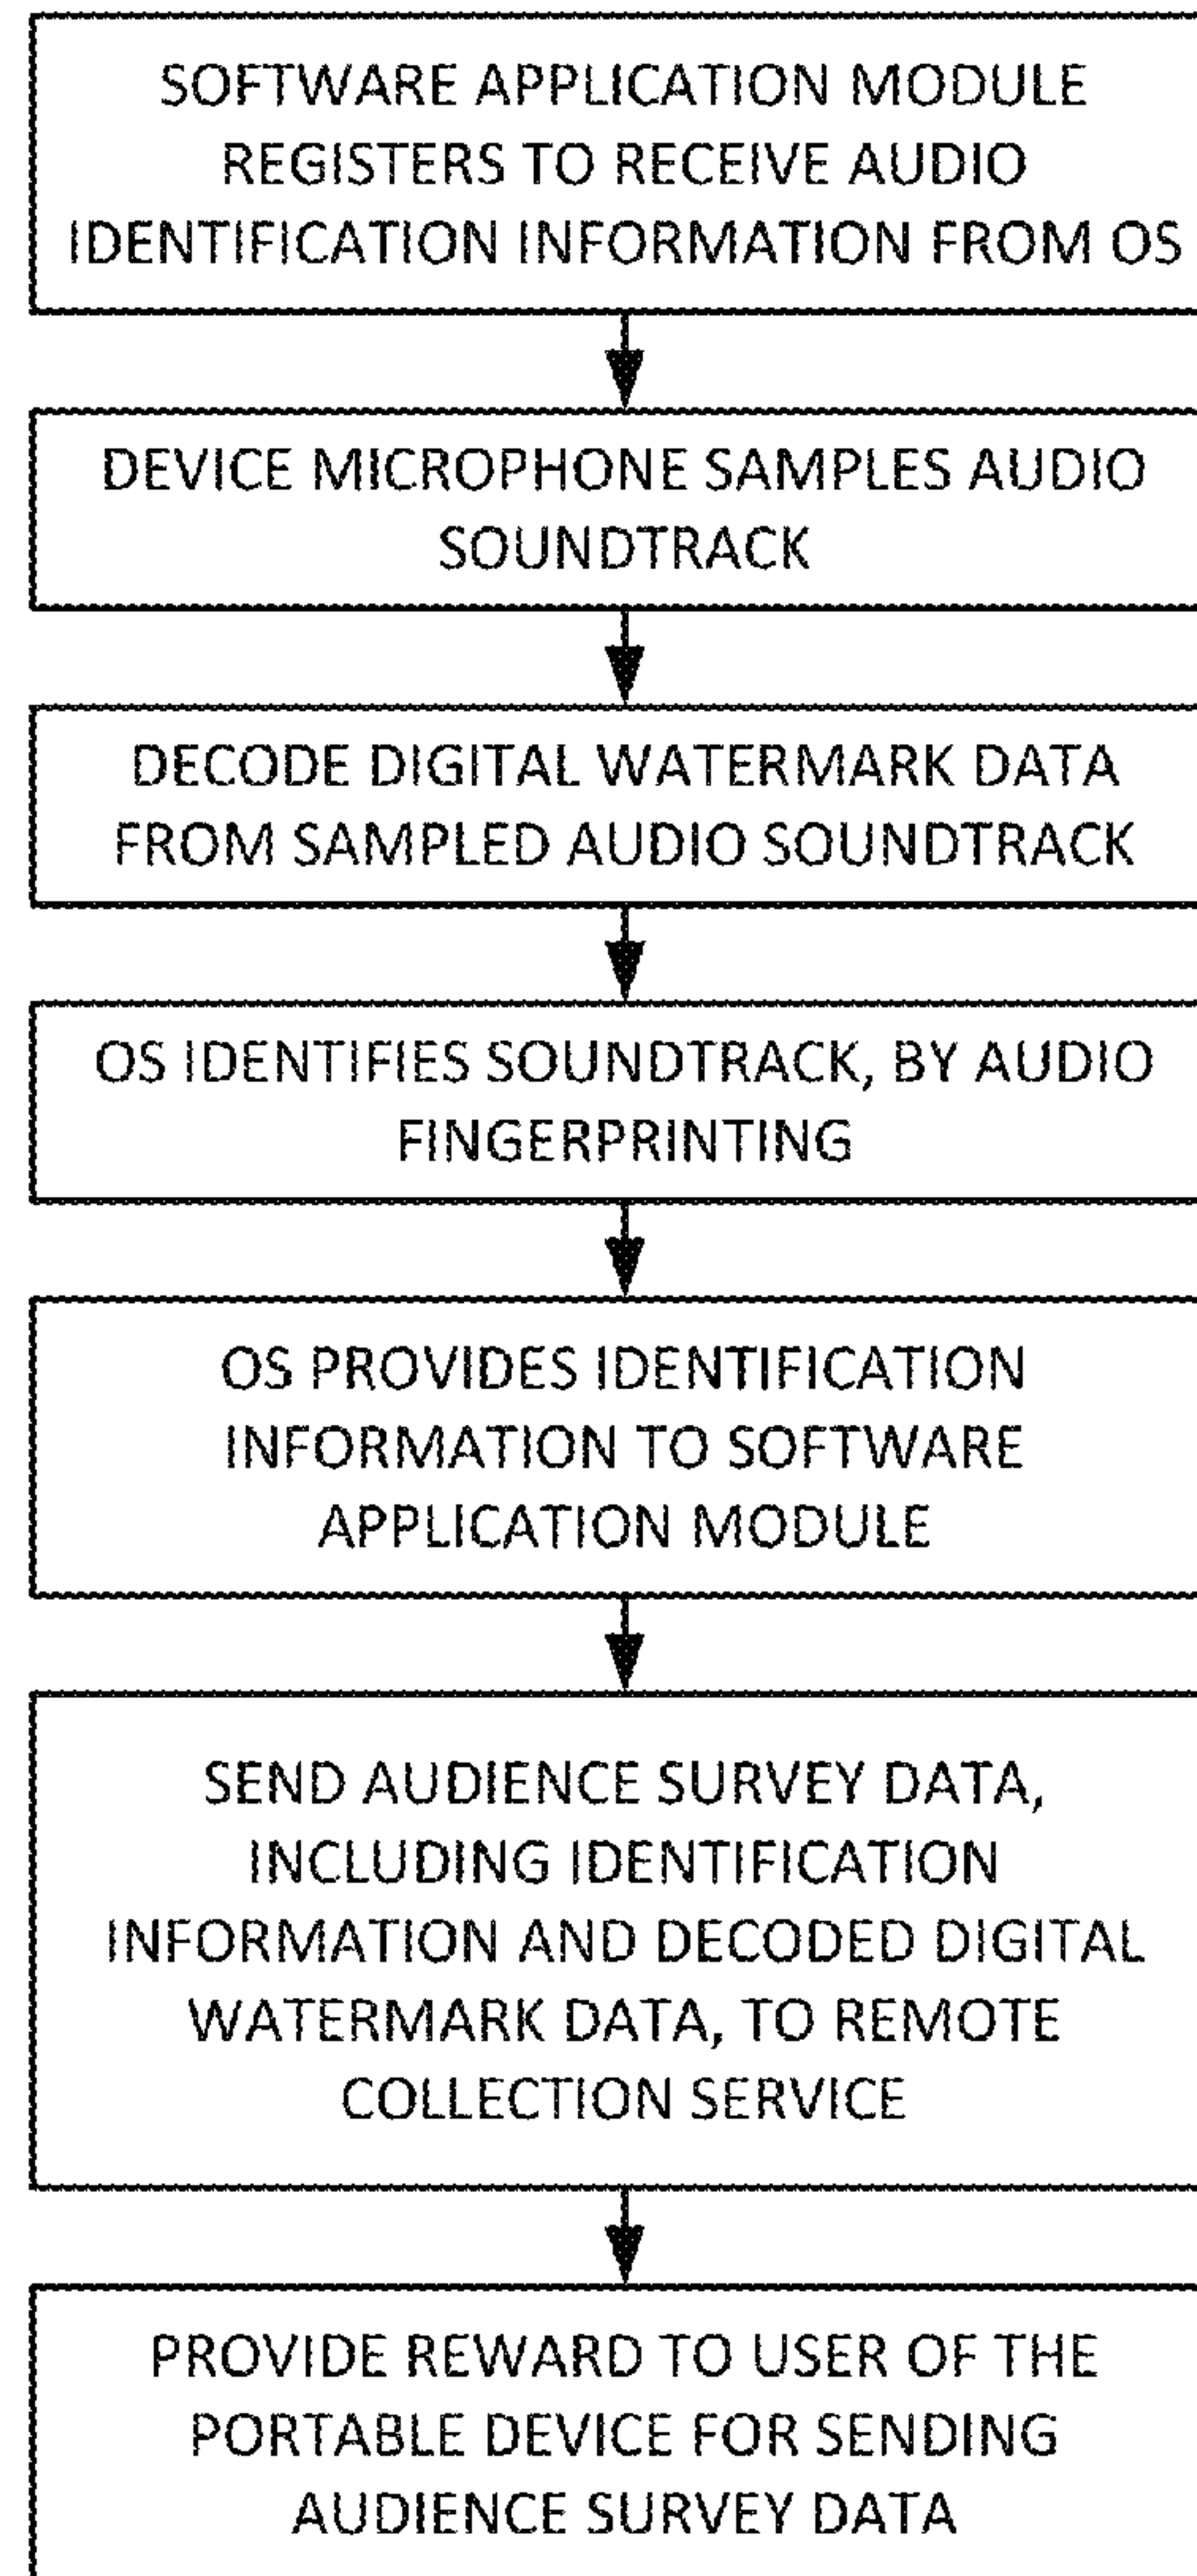 SOFTWARE APPLICATION MODULE
REGISTERS TO RECEIVE AUDIO
IDENTIFICATION INFORMATION FROM OS
DEVICE MICROPHONE SAMPLES AUDIO
SOUNDTRACK
DECODE DIGITAL WATERMARK DATA
FROM SAMPLED AUDIO SOUNDTRACK
OS IDENTIFIES SOUNDTRACK, BY AUDIO
FINGERPRINTING
OS PROVIDES IDENTIFICATION
INFORMATION TO SOFTWARE
APPLICATION MODULE
SEND AUDIENCE SURVEY DATA,
INCLUDING IDENTIFICATION
INFORMATION AND DECODED DIGITAL
WATERMARK DATA, TO REMOTE
COLLECTION SERVICE
PROVIDE REWARD TO USER OF THE
PORTABLE DEVICE FOR SENDING
AUDIENCE SURVEY DATA